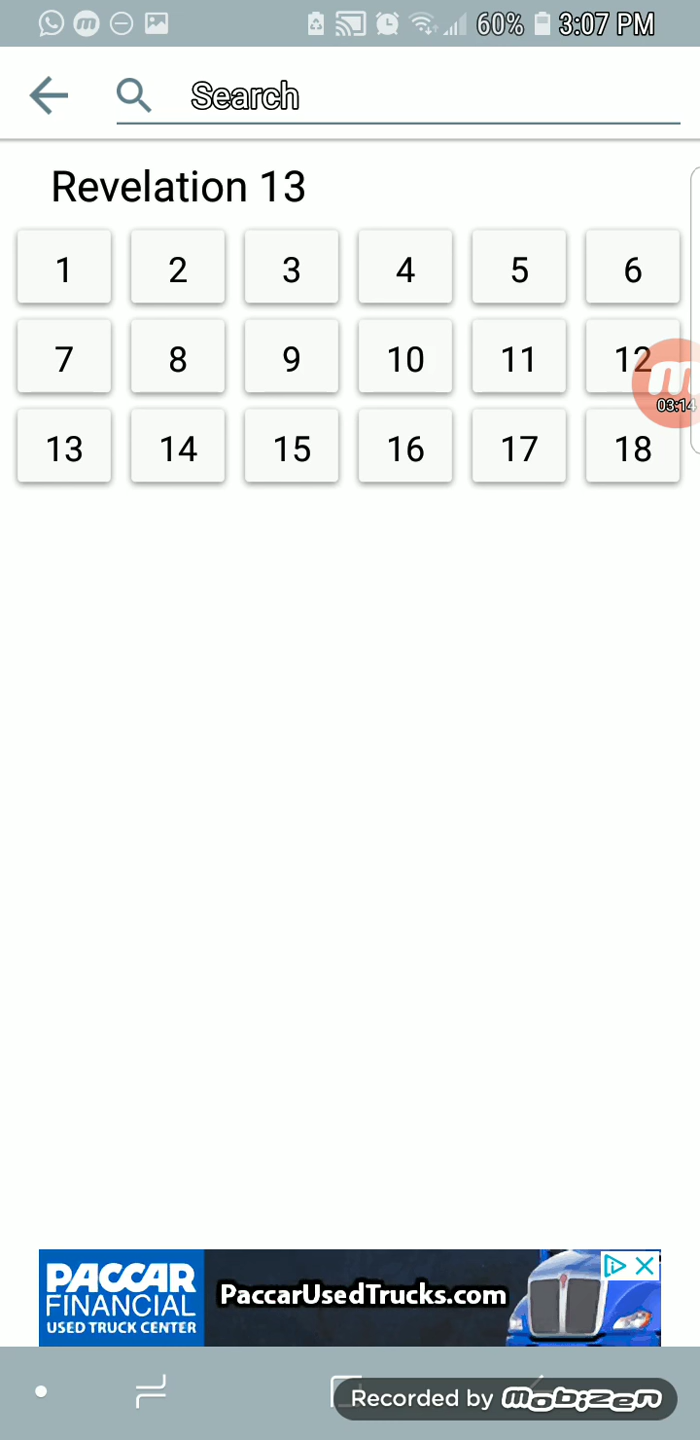 60% 3:07 PM
Search
Revelation 13
1 2 3 4 5 6
7 8 9 10 11 12
03:14
13 14 15 16 17 18
PACCAR
FINANCIAL
USED TRUCK CENTER
PaccarUsedTrucks.com
Recorded by mobizen